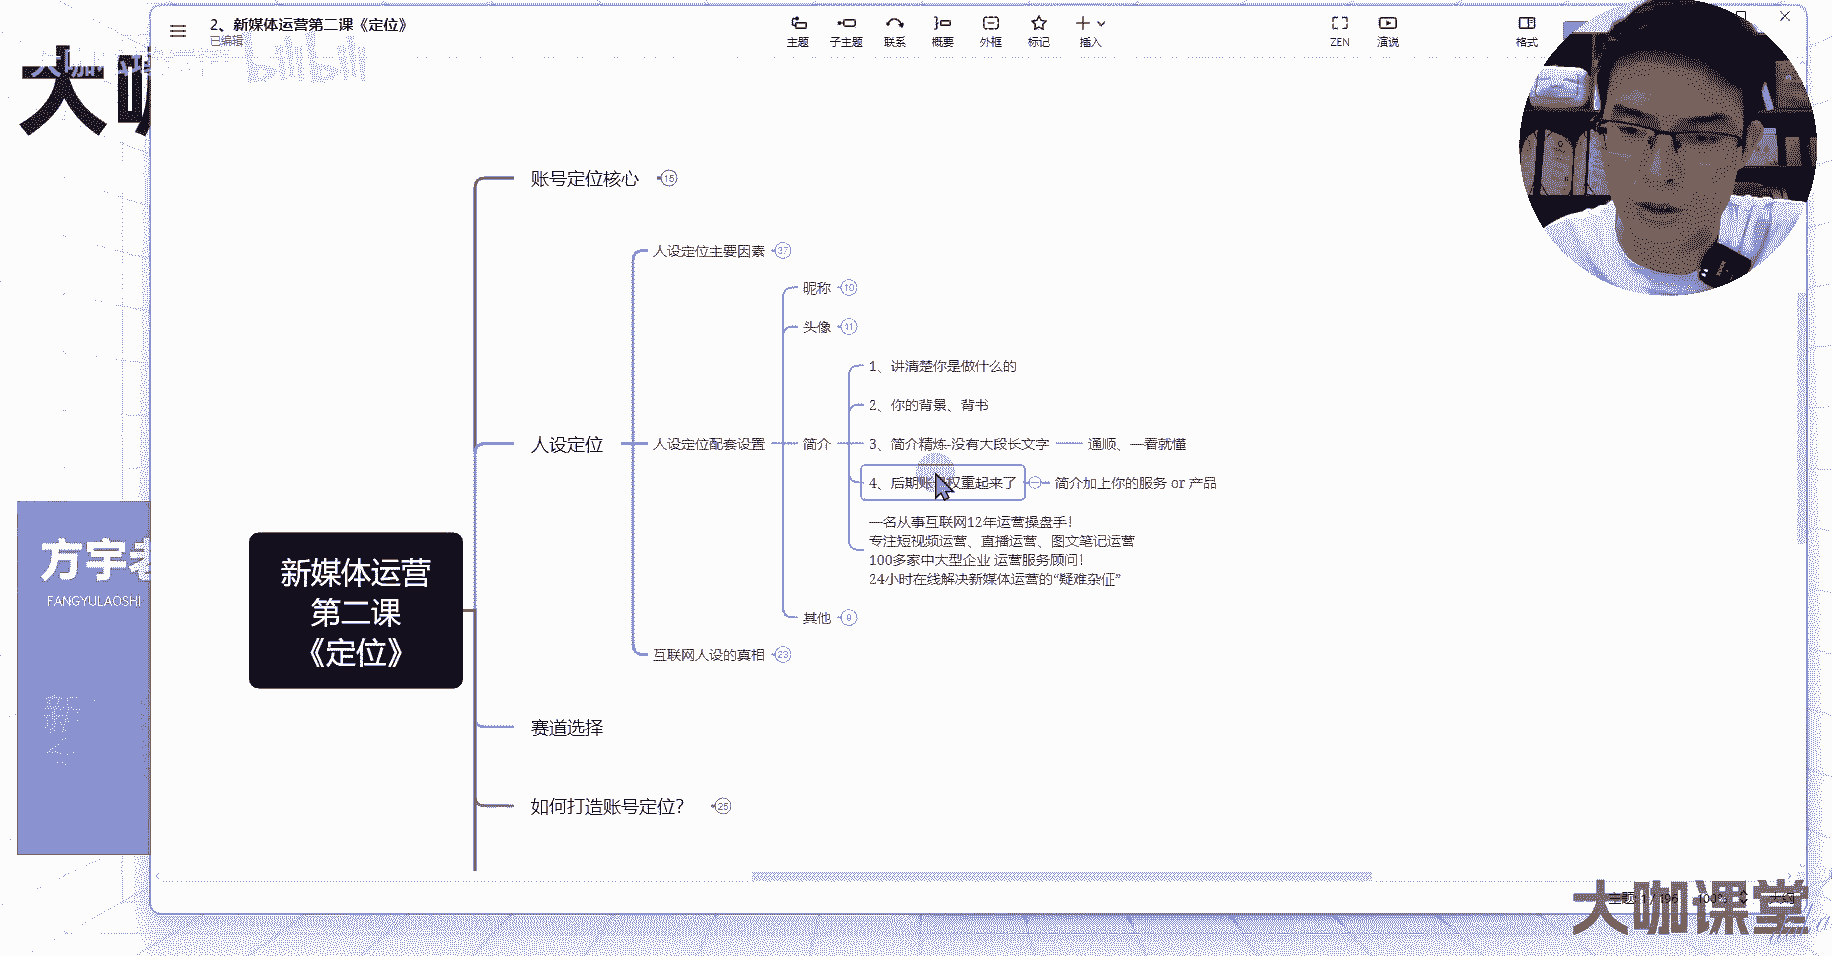 2、新媒体运营第二课《定位》
已编辑
主题
子主题
联系
概要
外框
标记
插入
ZEN
演说
格式
bilibili
大咖
账号定位核心 15
人设定位主要因素 37
昵称 10
头像 11
1、讲清楚你是做什么的
2、你的背景、背书
人设定位
人设定位配套设置
简介
3、简介精炼-没有大段长文字
通顺、一看就懂
4、后期账号权重起来了
简介加上你的服务 or 产品
一名从事互联网12年运营操盘手！
专注短视频运营、直播运营、图文笔记运营
100多家中大型企业 运营服务顾问！
24小时在线解决新媒体运营的“疑难杂症”
其他 9
互联网人设的真相 23
新媒体运营
第二课
《定位》
方宇老
FANGYULAOSHI
赛道选择
如何打造账号定位？ 25
主题: 1 / 196
100%
大纲
大咖课堂